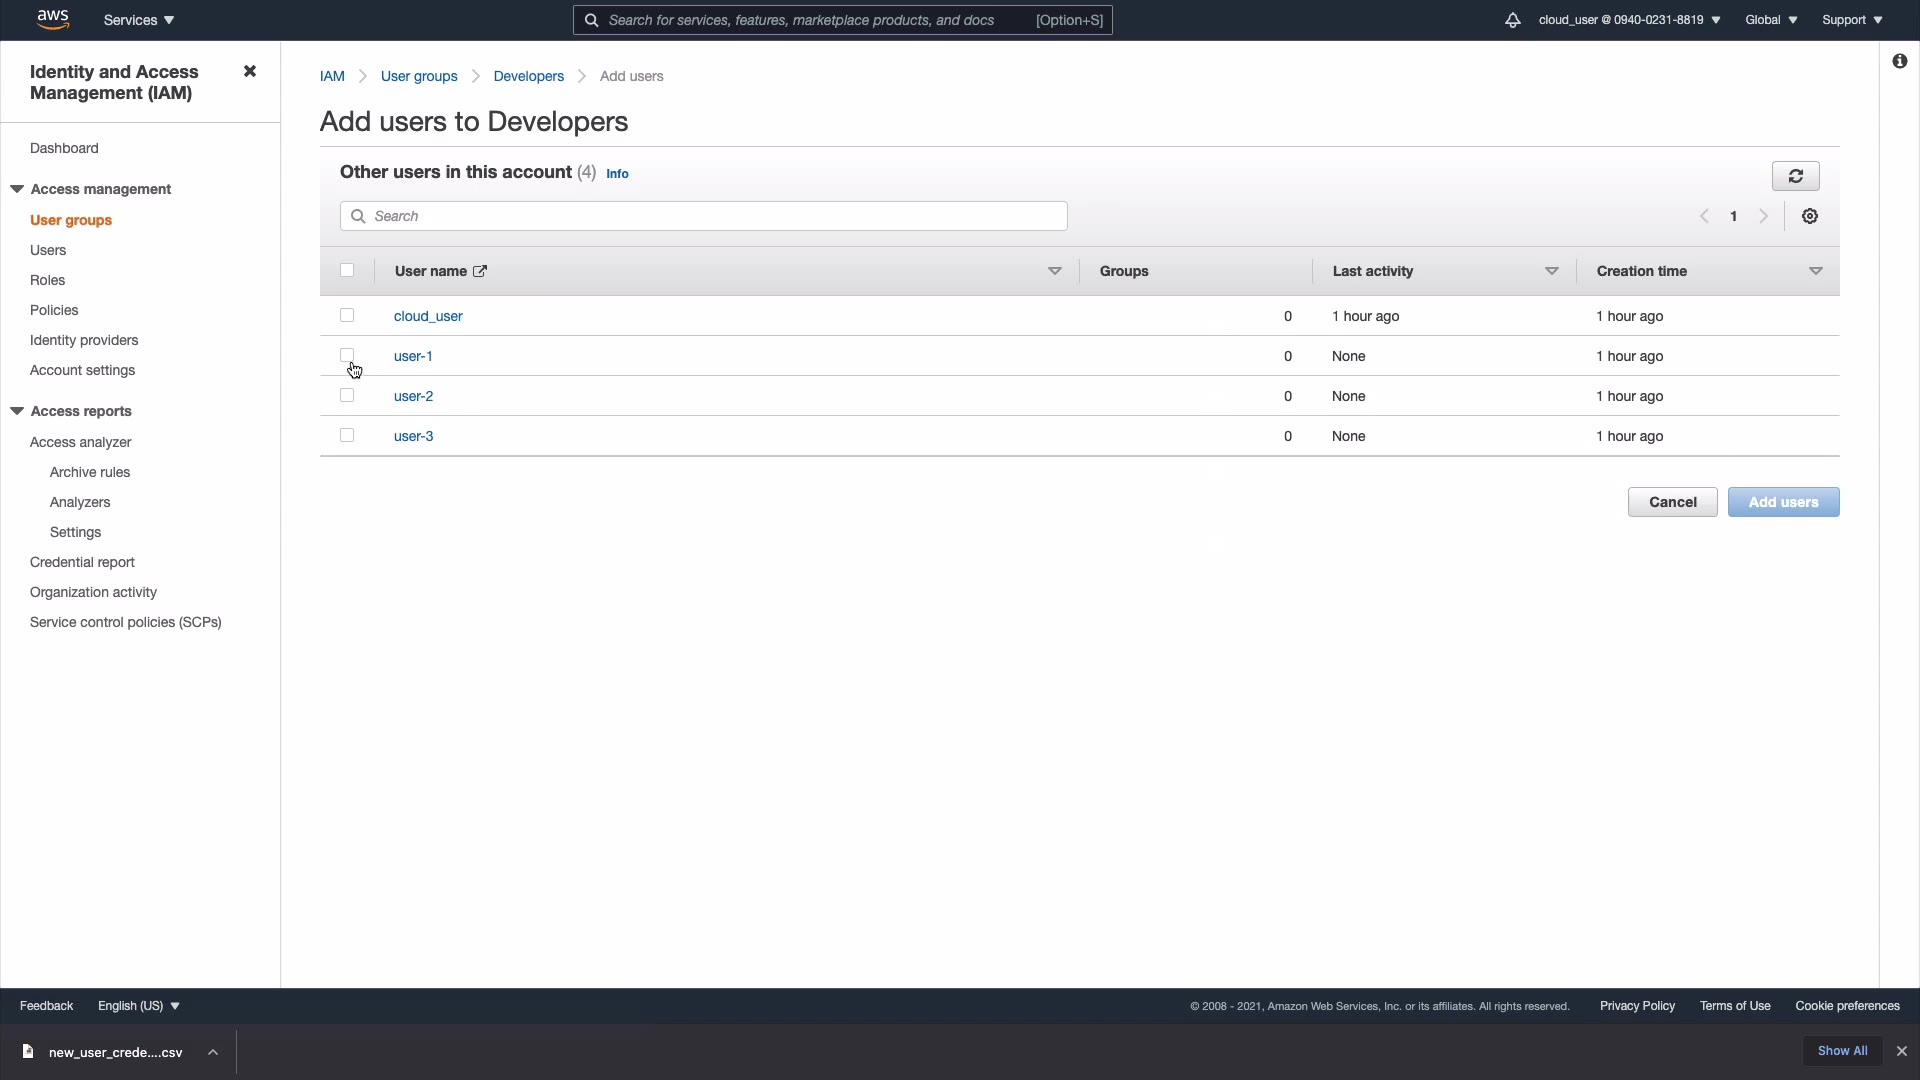 aws
Services
Search for services, features, marketplace products, and docs [Option+S]
cloud_user @ 0940-0231-8819
Global
Support
Identity and Access
Management (IAM)
Dashboard
Access management
User groups
Users
Roles
Policies
Identity providers
Account settings
Access reports
Access analyzer
Archive rules
Analyzers
Settings
Credential report
Organization activity
Service control policies (SCPs)
IAM User groups Developers Add users
Add users to Developers
Other users in this account (4) Info
Search
1
User name Groups Last activity Creation time
cloud_user 0 1 hour ago 1 hour ago
user-1 0 None 1 hour ago
user-2 0 None 1 hour ago
user-3 0 None 1 hour ago
Cancel Add users
Feedback English (US)
© 2008 - 2021, Amazon Web Services, Inc. or its affiliates. All rights reserved. Privacy Policy Terms of Use Cookie preferences
new_user_crede....csv
Show All